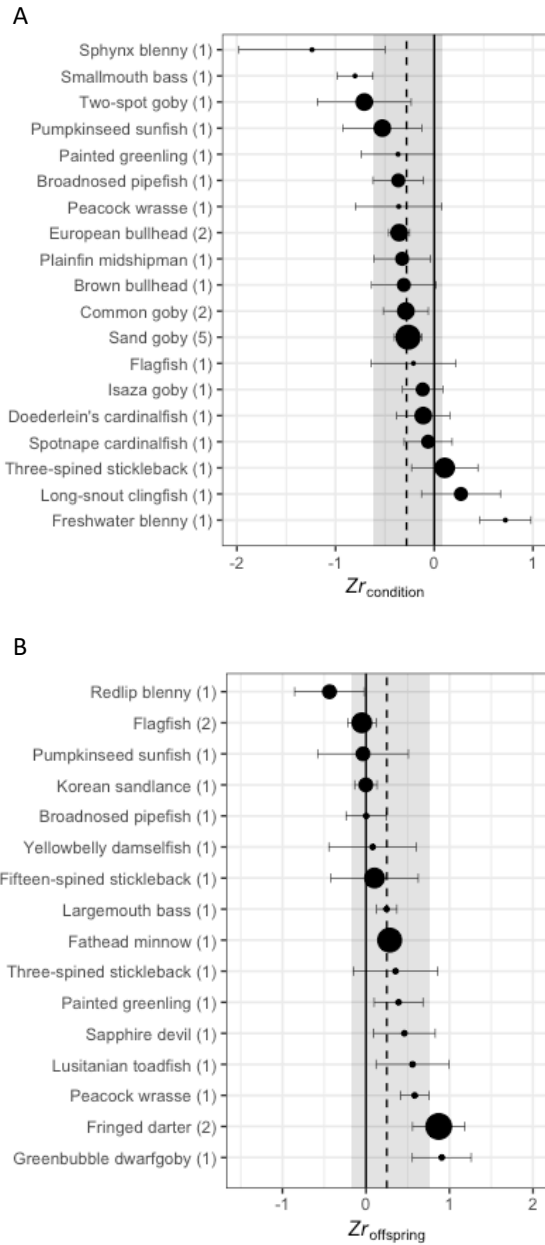 A
Sphynx blenny (1)
Smallmouth bass (1)
Two-spot goby (1)
Pumpkinseed sunfish (1)
Painted greenling (1)
Broadnosed pipefish (1)
Peacock wrasse (1)
European bullhead (2)
Plainfin midshipman (1)
Brown bullhead (1)
Common goby (2)
Sand goby (5)
Flagfish (1)
Isaza goby (1)
Doederlein's cardinalfish (1)
Spotnape cardinalfish (1)
Three-spined stickleback (1)
Long-snout clingfish (1)
Freshwater blenny (1)
-2 -1 0 1
Zrcondition
B
Redlip blenny (1)
Flagfish (2)
Pumpkinseed sunfish (1)
Korean sandlance (1)
Broadnosed pipefish (1)
Yellowbelly damselfish (1)
Fifteen-spined stickleback (1)
Largemouth bass (1)
Fathead minnow (1)
Three-spined stickleback (1)
Painted greenling (1)
Sapphire devil (1)
Lusitanian toadfish (1)
Peacock wrasse (1)
Fringed darter (2)
Greenbubble dwarfgoby (1)
-1 0 1 2
Zroffspring